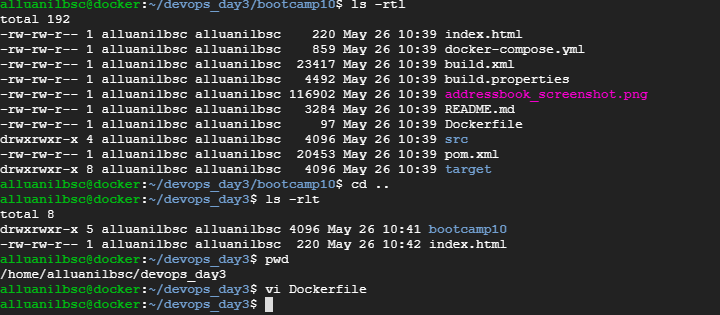 alluanilbsc@docker:~/devops_day3/bootcamp10$ ls -rtl
total 192
-rw-rw-r-- 1 alluanilbsc alluanilbsc    220 May 26 10:39 index.html
-rw-rw-r-- 1 alluanilbsc alluanilbsc    859 May 26 10:39 docker-compose.yml
-rw-rw-r-- 1 alluanilbsc alluanilbsc  23417 May 26 10:39 build.xml
-rw-rw-r-- 1 alluanilbsc alluanilbsc   4492 May 26 10:39 build.properties
-rw-rw-r-- 1 alluanilbsc alluanilbsc 116902 May 26 10:39 addressbook_screenshot.png
-rw-rw-r-- 1 alluanilbsc alluanilbsc   3284 May 26 10:39 README.md
-rw-rw-r-- 1 alluanilbsc alluanilbsc     97 May 26 10:39 Dockerfile
drwxrwxr-x 4 alluanilbsc alluanilbsc   4096 May 26 10:39 src
-rw-rw-r-- 1 alluanilbsc alluanilbsc  20453 May 26 10:39 pom.xml
drwxrwxr-x 8 alluanilbsc alluanilbsc   4096 May 26 10:39 target
alluanilbsc@docker:~/devops_day3/bootcamp10$ cd ..
alluanilbsc@docker:~/devops_day3$ ls -rlt
total 8
drwxrwxr-x 5 alluanilbsc alluanilbsc 4096 May 26 10:41 bootcamp10
-rw-rw-r-- 1 alluanilbsc alluanilbsc  220 May 26 10:42 index.html
alluanilbsc@docker:~/devops_day3$ pwd
/home/alluanilbsc/devops_day3
alluanilbsc@docker:~/devops_day3$ vi Dockerfile
alluanilbsc@docker:~/devops_day3$